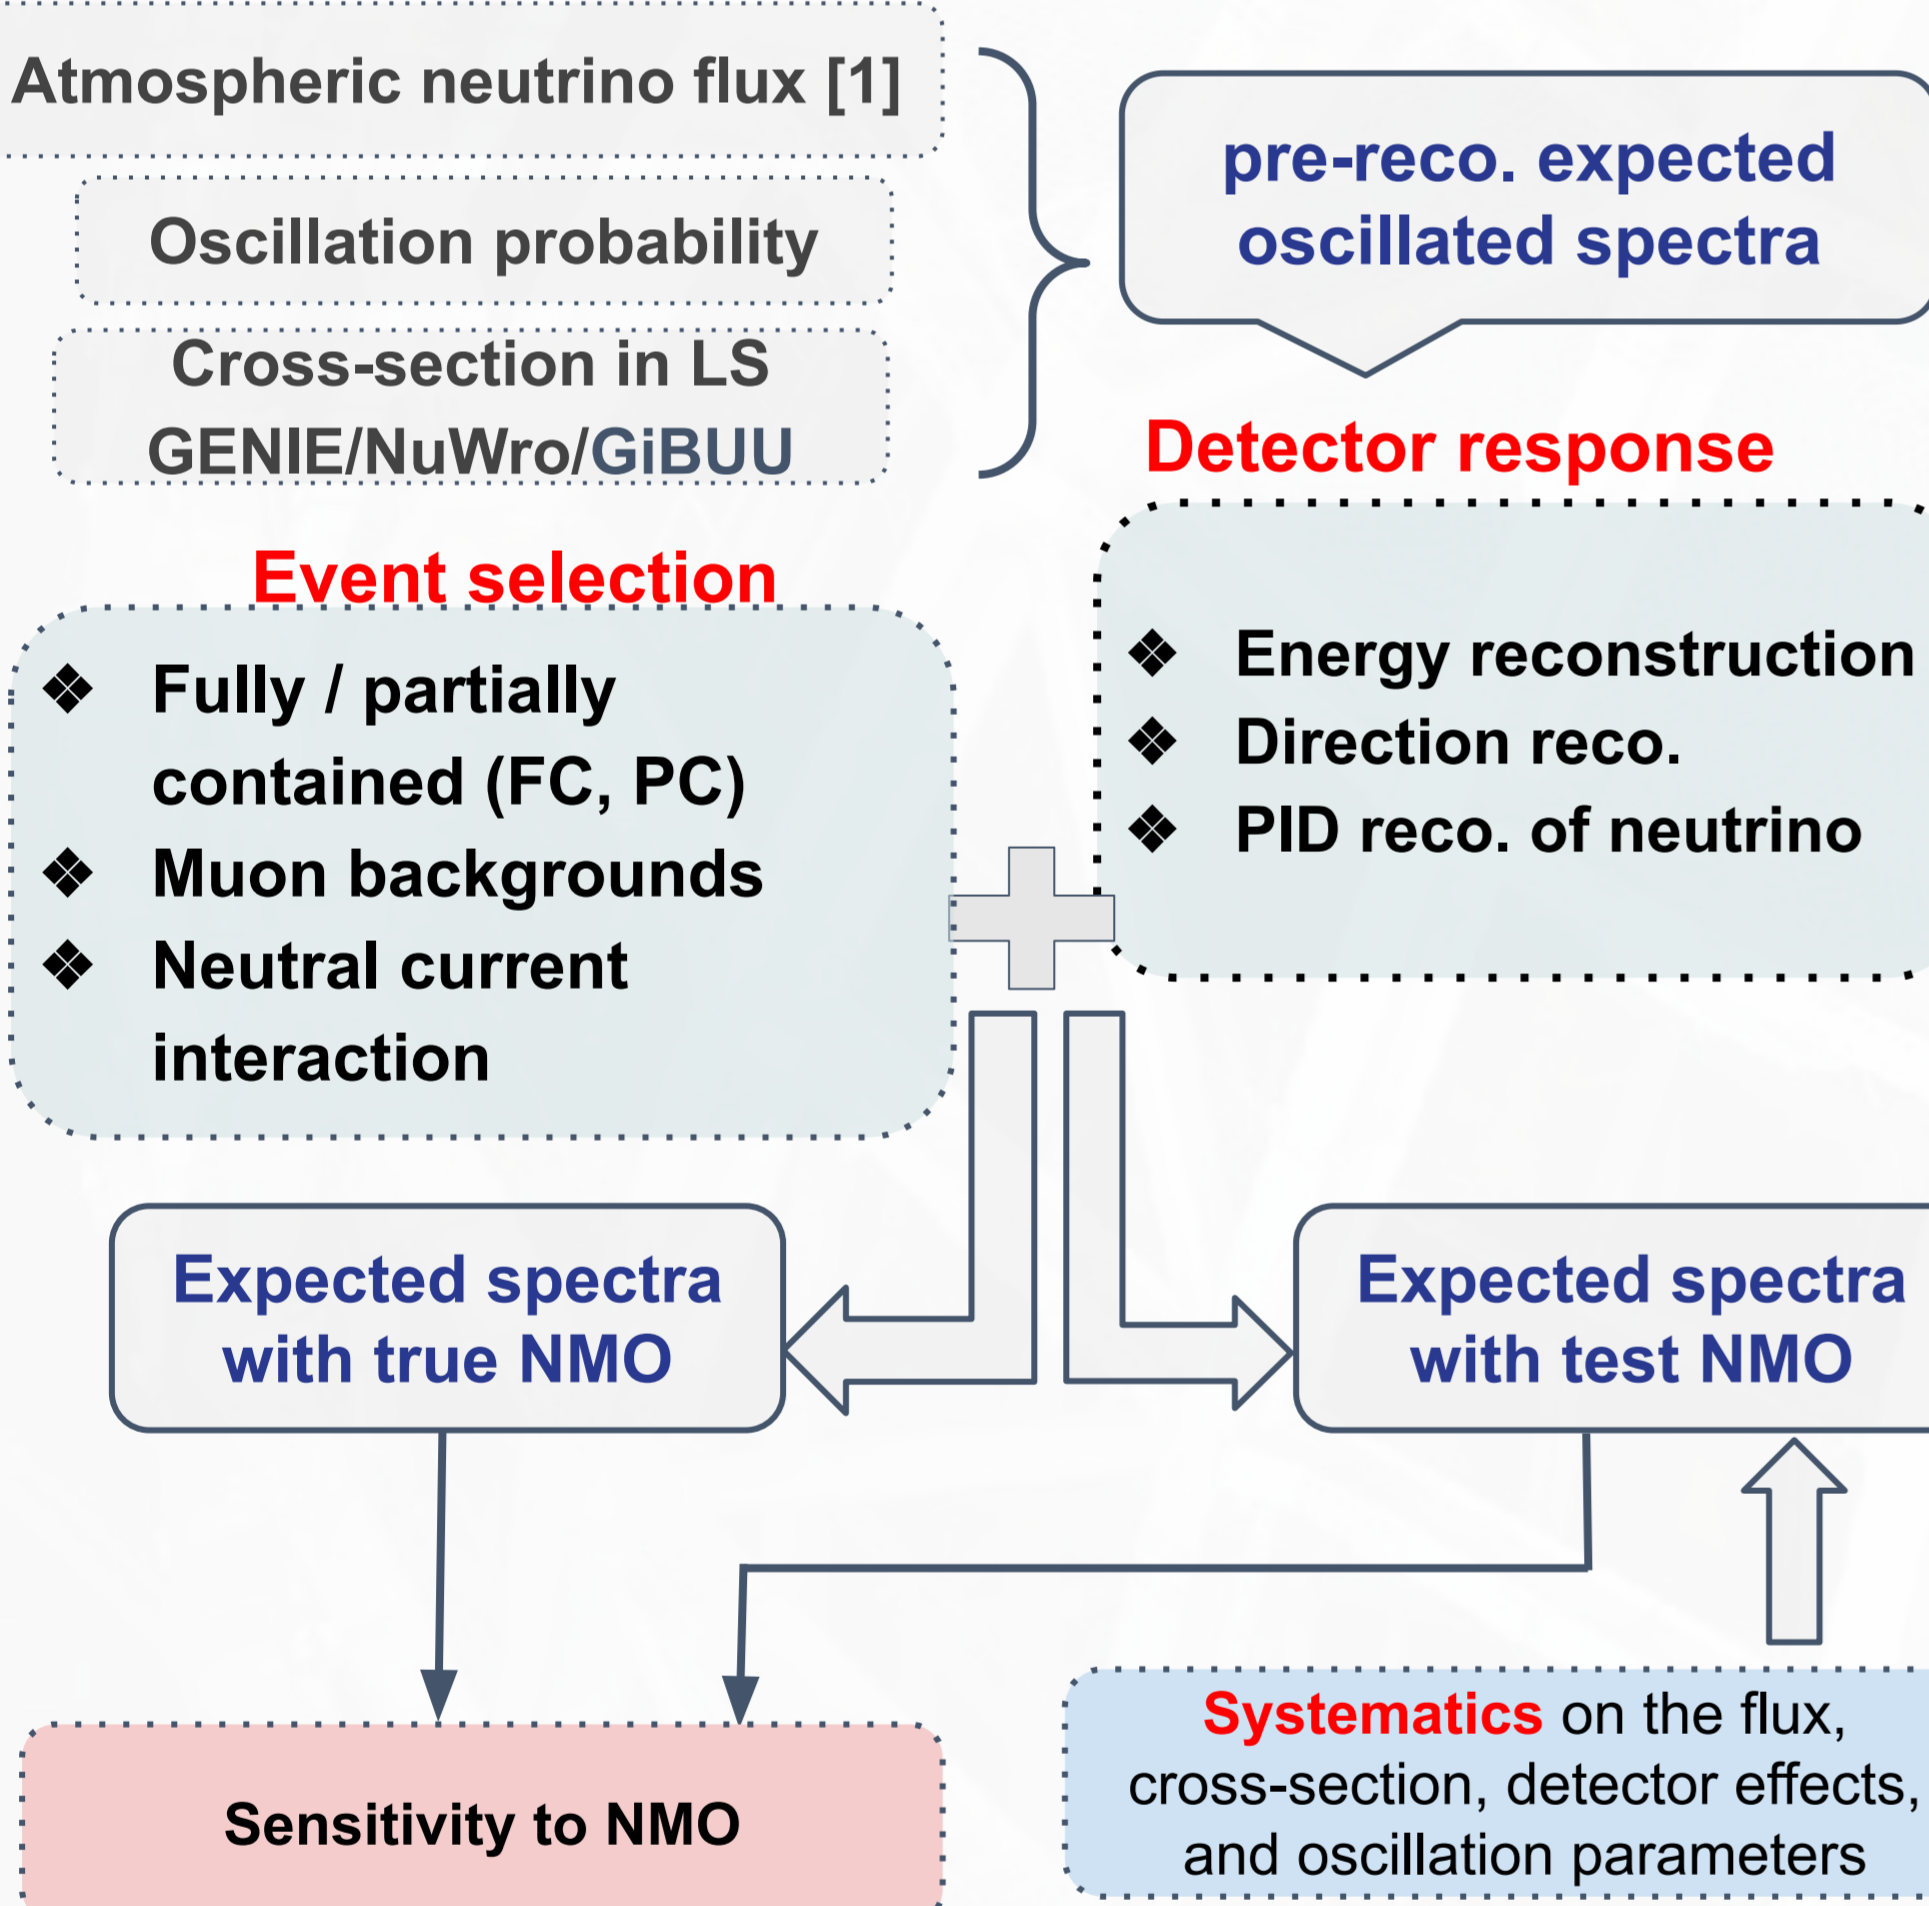 Atmospheric neutrino flux [1]
Oscillation probability
Cross-section in LS
GENIE/NuWro/GiBUU
pre-reco. expected
oscillated spectra
Detector response
❖ Energy reconstruction
❖ Direction reco.
❖ PID reco. of neutrino
Event selection
❖ Fully / partially
contained (FC, PC)
❖ Muon backgrounds
❖ Neutral current
interaction
Expected spectra
with true NMO
Expected spectra
with test NMO
Sensitivity to NMO
Systematics on the flux,
cross-section, detector effects,
and oscillation parameters